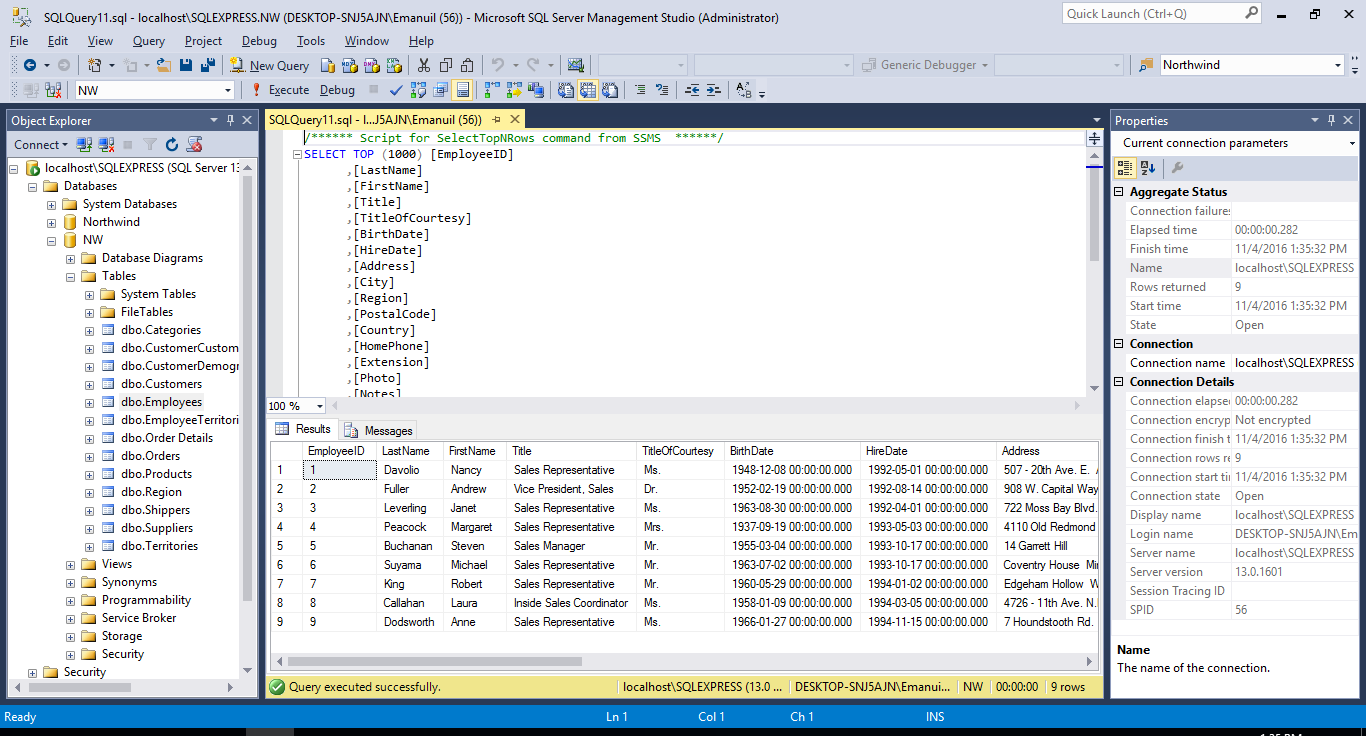 SQLQuery11.sql - localhost\SQLEXPRESS.NW (DESKTOP-SNJ5AJN\Emanuil (56)) - Microsoft SQL Server Management Studio (Administrator)
Quick Launch (Ctrl+Q)
File Edit View Query Project Debug Tools Window Help
New Query
Generic Debugger
Northwind
NW
Execute Debug
Object Explorer
Connect
localhost\SQLEXPRESS (SQL Server 13
Databases
System Databases
Northwind
NW
Database Diagrams
Tables
System Tables
FileTables
dbo.Categories
dbo.CustomerCustom
dbo.CustomerDemogr
dbo.Customers
dbo.Employees
dbo.EmployeeTerritori
dbo.Order Details
dbo.Orders
dbo.Products
dbo.Region
dbo.Shippers
dbo.Suppliers
dbo.Territories
Views
Synonyms
Programmability
Service Broker
Storage
Security
Security
SQLQuery11.sql - l...J5AJN\Emanuil (56))
/****** Script for SelectTopNRows command from SSMS ******/
SELECT TOP (1000) [EmployeeID]
,[LastName]
,[FirstName]
,[Title]
,[TitleOfCourtesy]
,[BirthDate]
,[HireDate]
,[Address]
,[City]
,[Region]
,[PostalCode]
,[Country]
,[HomePhone]
,[Extension]
,[Photo]
,[Notes]
100 %
Results Messages
EmployeeID LastName FirstName Title TitleOfCourtesy BirthDate HireDate Address
1 1 Davolio Nancy Sales Representative Ms. 1948-12-08 00:00:00.000 1992-05-01 00:00:00.000 507 - 20th Ave. E.
2 2 Fuller Andrew Vice President, Sales Dr. 1952-02-19 00:00:00.000 1992-08-14 00:00:00.000 908 W. Capital Way
3 3 Leverling Janet Sales Representative Ms. 1963-08-30 00:00:00.000 1992-04-01 00:00:00.000 722 Moss Bay Blvd.
4 4 Peacock Margaret Sales Representative Mrs. 1937-09-19 00:00:00.000 1993-05-03 00:00:00.000 4110 Old Redmond
5 5 Buchanan Steven Sales Manager Mr. 1955-03-04 00:00:00.000 1993-10-17 00:00:00.000 14 Garrett Hill
6 6 Suyama Michael Sales Representative Mr. 1963-07-02 00:00:00.000 1993-10-17 00:00:00.000 Coventry House
7 7 King Robert Sales Representative Mr. 1960-05-29 00:00:00.000 1994-01-02 00:00:00.000 Edgeham Hollow
8 8 Callahan Laura Inside Sales Coordinator Ms. 1958-01-09 00:00:00.000 1994-03-05 00:00:00.000 4726 - 11th Ave. N.
9 9 Dodsworth Anne Sales Representative Ms. 1966-01-27 00:00:00.000 1994-11-15 00:00:00.000 7 Houndstooth Rd.
Query executed successfully.
localhost\SQLEXPRESS (13.0 ... DESKTOP-SNJ5AJN\Emanui... NW 00:00:00 9 rows
Properties
Current connection parameters
Aggregate Status
Connection failures
Elapsed time 00:00:00.282
Finish time 11/4/2016 1:35:32 PM
Name localhost\SQLEXPRESS
Rows returned 9
Start time 11/4/2016 1:35:32 PM
State Open
Connection
Connection name localhost\SQLEXPRESS
Connection Details
Connection elapse 00:00:00.282
Connection encryp Not encrypted
Connection finish t 11/4/2016 1:35:32 PM
Connection rows re 9
Connection start ti 11/4/2016 1:35:32 PM
Connection state Open
Display name localhost\SQLEXPRESS
Login name DESKTOP-SNJ5AJN\Em
Server name localhost\SQLEXPRESS
Server version 13.0.1601
Session Tracing ID
SPID 56
Name
The name of the connection.
Ready
Ln 1 Col 1 Ch 1 INS